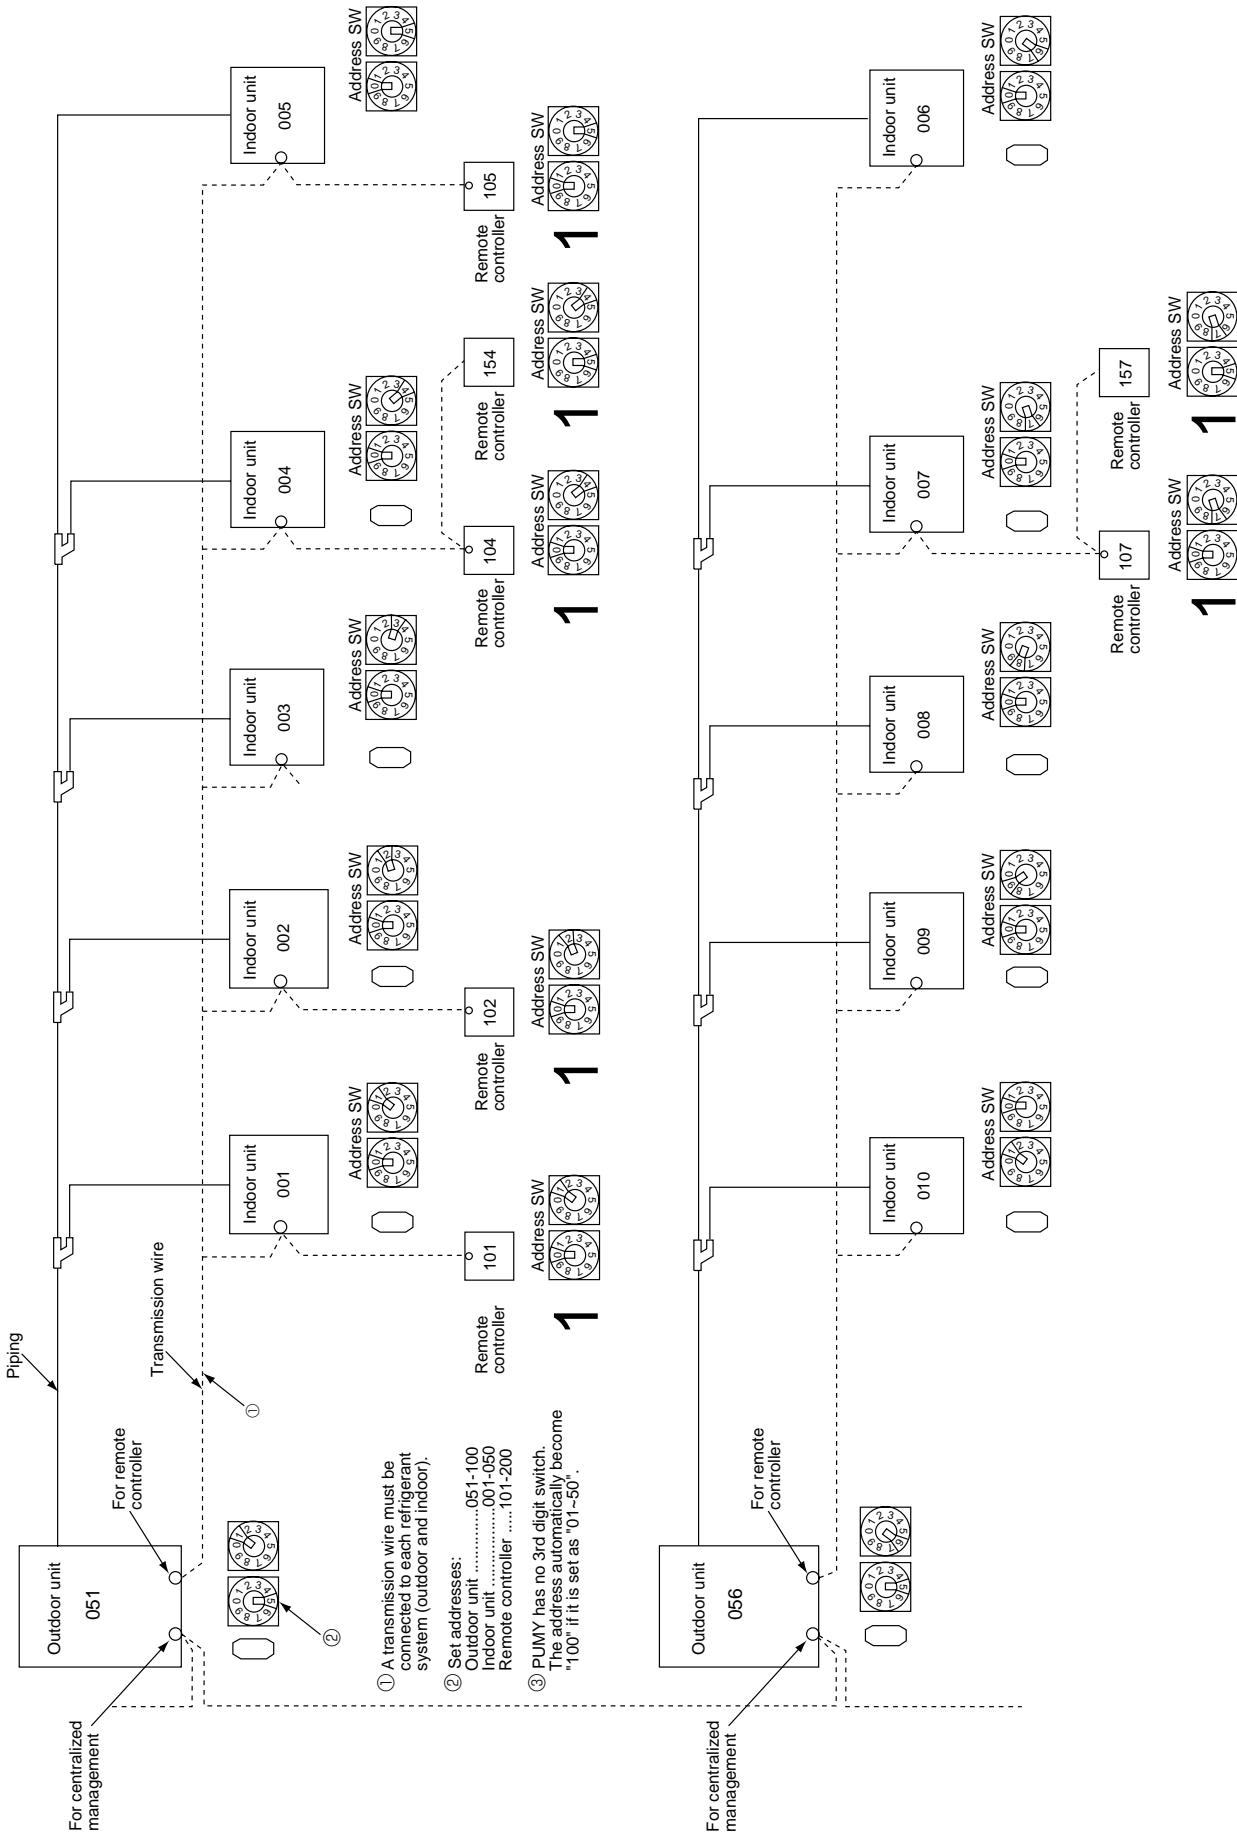 Piping
Transmission wire
①
Outdoor unit
051
For remote
controller
For centralized
management
②
Indoor unit
001
Address SW
Indoor unit
002
Address SW
Indoor unit
003
Address SW
Indoor unit
004
Address SW
Indoor unit
005
Address SW
Remote
controller
101
Address SW
1
Remote
controller
102
Address SW
1
Remote
controller
104
Address SW
1
Remote
controller
154
Address SW
1
Remote
controller
105
Address SW
1
① A transmission wire must be
connected to each refrigerant
system (outdoor and indoor).
② Set addresses:
Outdoor unit ................051-100
Indoor unit ..................001-050
Remote controller .....101-200
③ PUMY has no 3rd digit switch.
The address automatically become
"100" if it is set as "01~50".
Outdoor unit
056
For remote
controller
For centralized
management
Indoor unit
010
Address SW
Indoor unit
009
Address SW
Indoor unit
008
Address SW
Indoor unit
007
Address SW
Indoor unit
006
Address SW
Remote
controller
107
Address SW
1
Remote
controller
157
Address SW
1